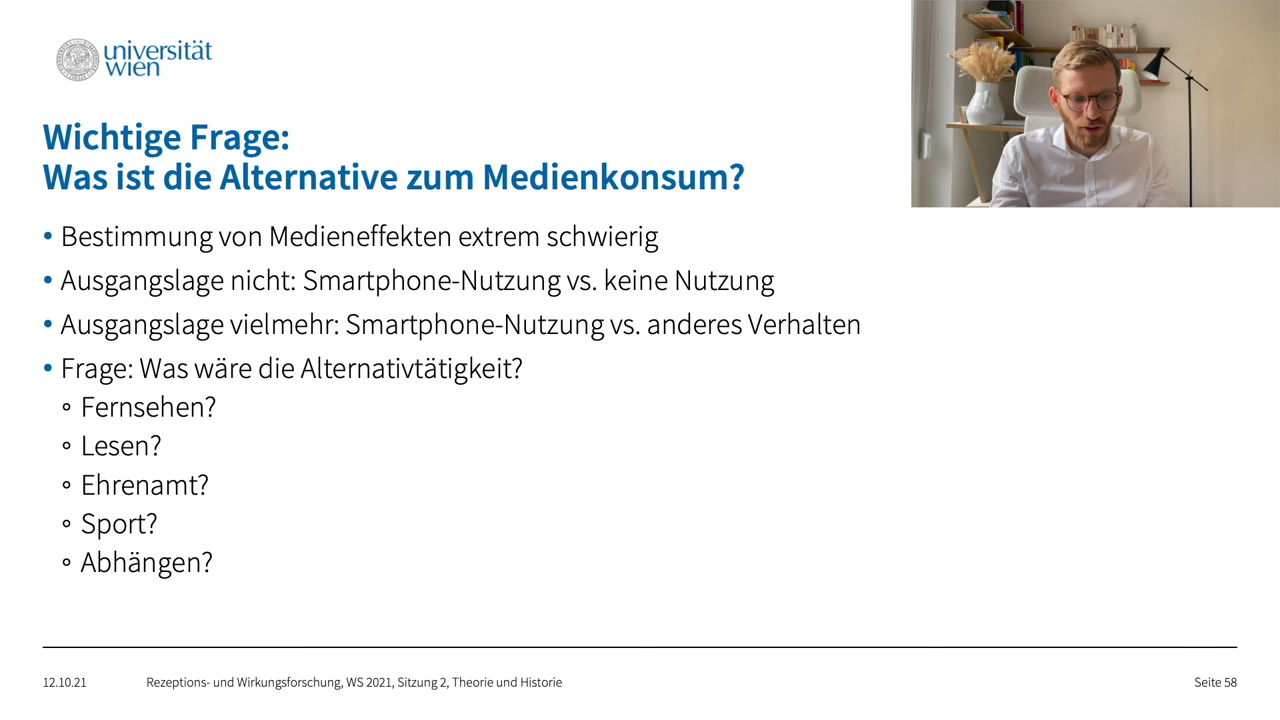 universität
wien
Wichtige Frage:
Was ist die Alternative zum Medienkonsum?
• Bestimmung von Medieneffekten extrem schwierig
• Ausgangslage nicht: Smartphone-Nutzung vs. keine Nutzung
• Ausgangslage vielmehr: Smartphone-Nutzung vs. anderes Verhalten
• Frage: Was wäre die Alternativtätigkeit?
∘ Fernsehen?
∘ Lesen?
∘ Ehrenamt?
∘ Sport?
∘ Abhängen?
12.10.21 Rezeptions- und Wirkungsforschung, WS 2021, Sitzung 2, Theorie und Historie Seite 58